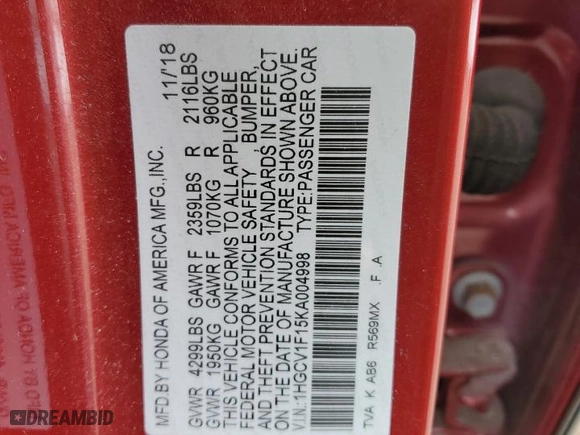 MFD.BY HONDA OF AMERICA MFG.,INC. 11/18
GVWR 4299LBS GAWR F 2359LBS R 2116LBS
GVWR 1950KG GAWR F 1070KG R 960KG
THIS VEHICLE CONFORMS TO ALL APPLICABLE
FEDERAL MOTOR VEHICLE SAFETY , BUMPER,
AND THEFT PREVENTION STANDARDS IN EFFECT
ON THE DATE OF MANUFACTURE SHOWN ABOVE.
V.I.N.:1HGCV1F15KA004998 TYPE:PASSENGER CAR
TVA K AB6 R569MX .F .A
DREAMBID